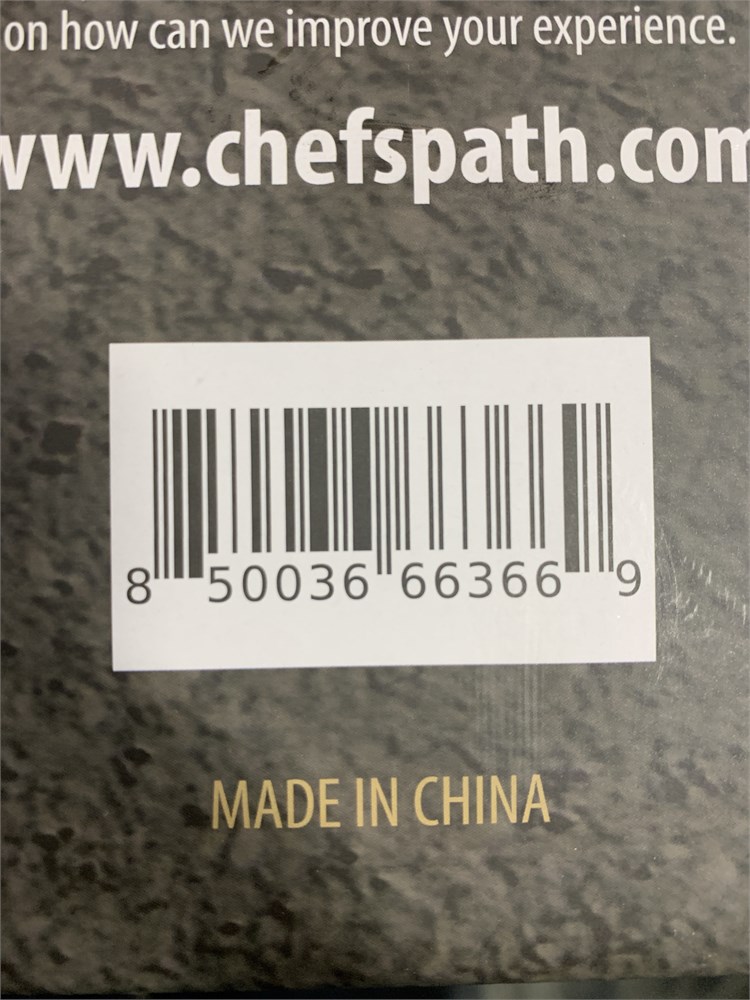 on how can we improve your experience.
www.chefspath.com
8 50036 66366 9
MADE IN CHINA